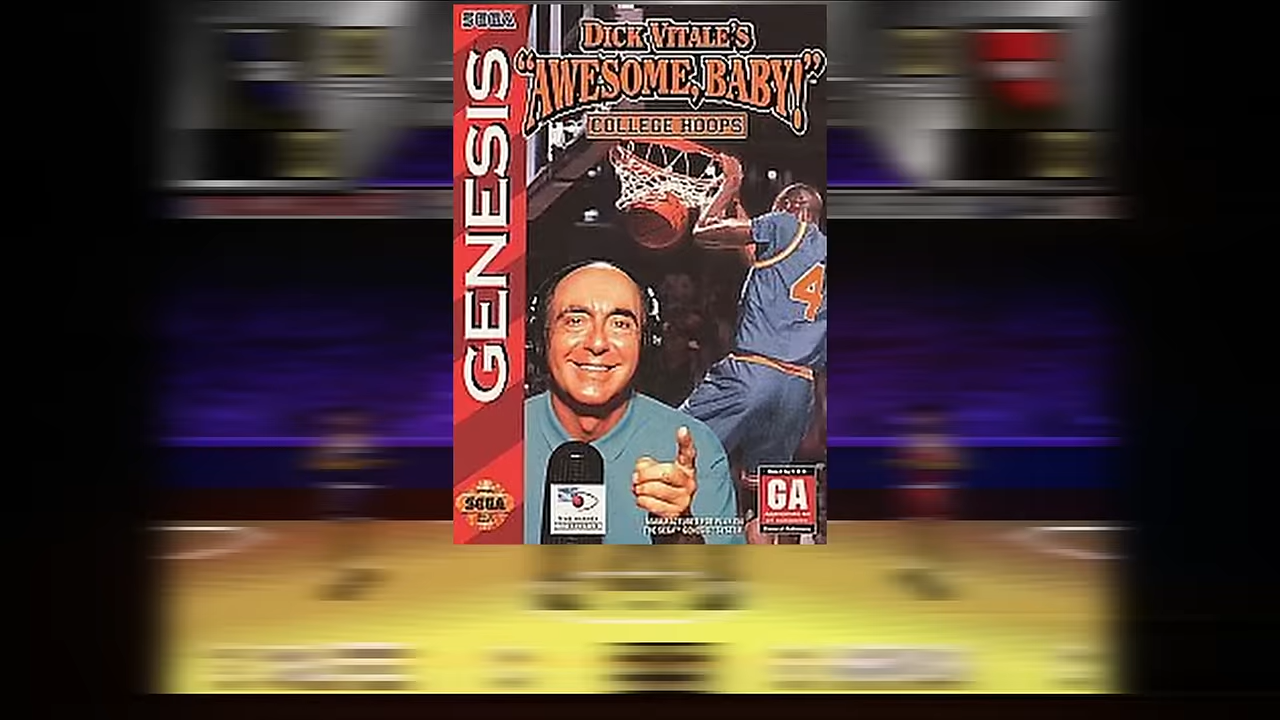 SEGA
GENESIS
DICK VITALE'S
"AWESOME, BABY!"
COLLEGE HOOPS
4
SEGA
GA